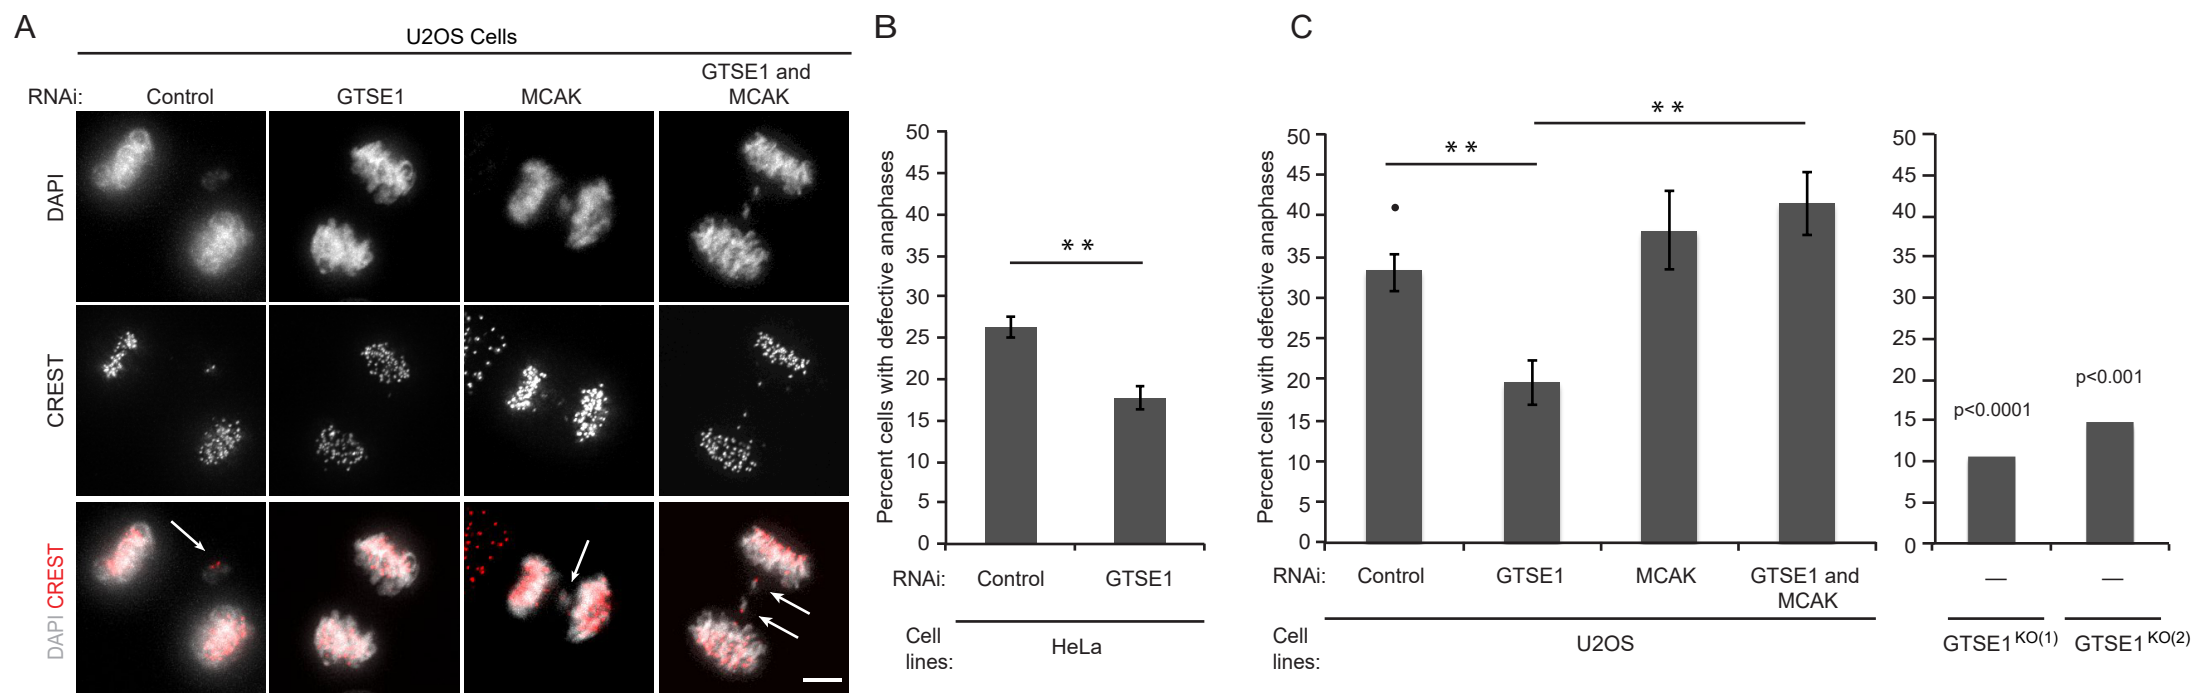 A
U2OS Cells
RNAi:
Control
GTSE1
MCAK
GTSE1 and
MCAK
DAPI
CREST
DAPI CREST
B
Percent cells with defective anaphases
50
45
40
35
30
25
20
15
10
5
0
* *
RNAi:
Control
GTSE1
Cell
lines:
HeLa
C
Percent cells with defective anaphases
50
45
40
35
30
25
20
15
10
5
0
* *
* *
RNAi:
Control
GTSE1
MCAK
GTSE1 and
MCAK
Cell
lines:
U2OS
50
45
40
35
30
25
20
15
10
5
0
p<0.0001
p<0.001
—
—
GTSE1 KO(1)
GTSE1 KO(2)